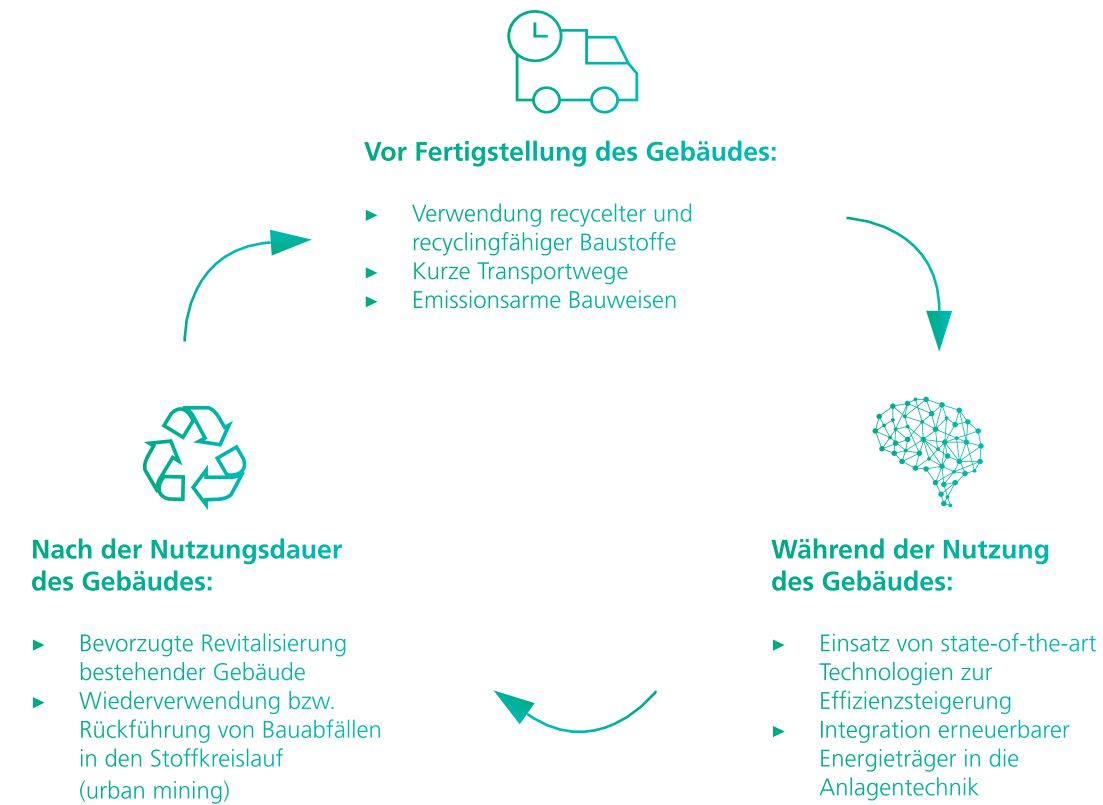 Vor Fertigstellung des Gebäudes:
► Verwendung recycelter und
recyclingfähiger Baustoffe
► Kurze Transportwege
► Emissionsarme Bauweisen
Nach der Nutzungsdauer
des Gebäudes:
► Bevorzugte Revitalisierung
bestehender Gebäude
► Wiederverwendung bzw.
Rückführung von Bauabfällen
in den Stoffkreislauf
(urban mining)
Während der Nutzung
des Gebäudes:
► Einsatz von state-of-the-art
Technologien zur
Effizienzsteigerung
► Integration erneuerbarer
Energieträger in die
Anlagentechnik